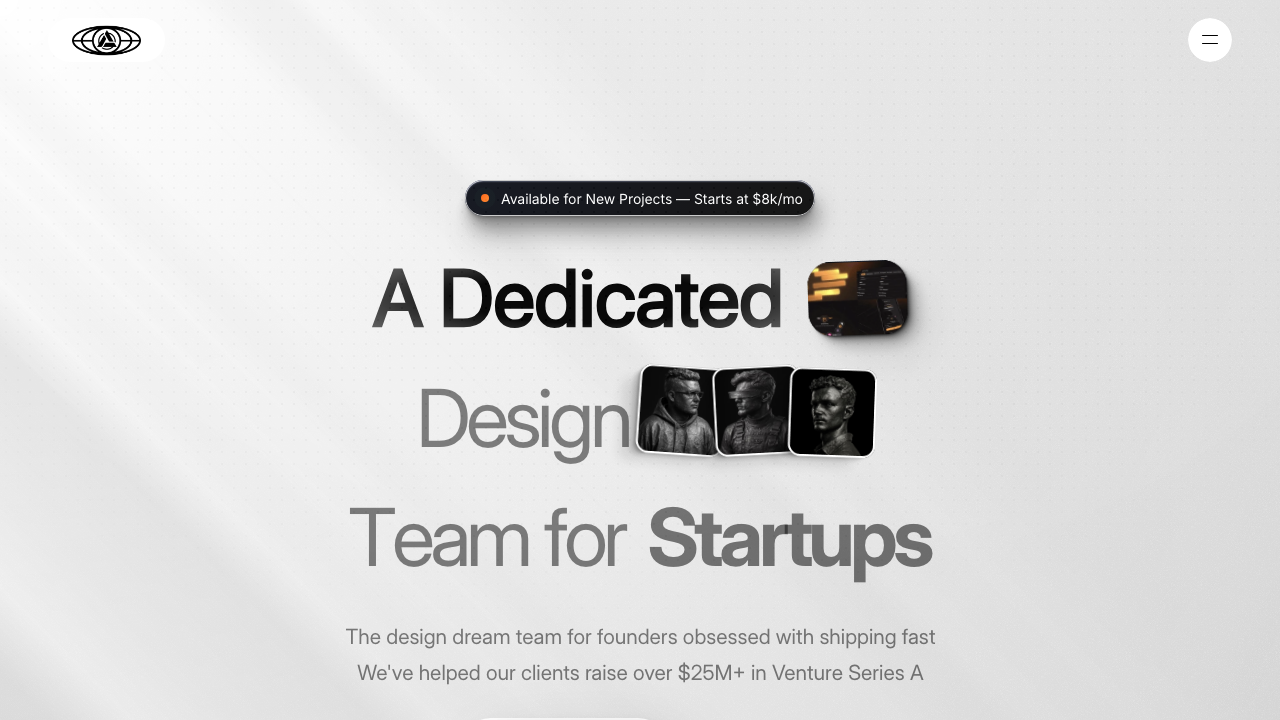 Available for New Projects — Starts at $8k/mo
A Dedicated
Design
Team for Startups
The design dream team for founders obsessed with shipping fast
We've helped our clients raise over $25M+ in Venture Series A